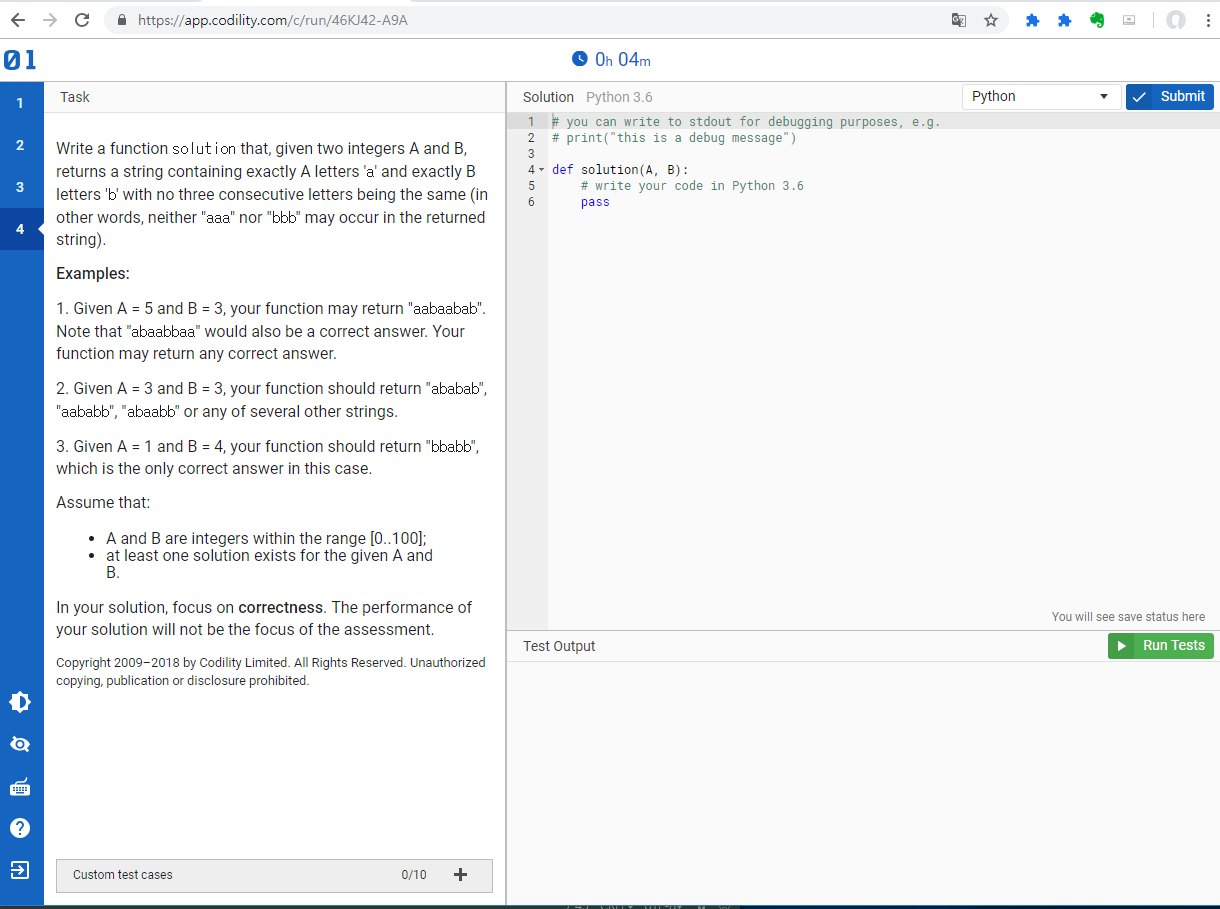 https://app.codility.com/c/run/46KJ42-A9A
01
0h 04m
1
2
3
4
Task
Write a function solution that, given two integers A and B,
returns a string containing exactly A letters 'a' and exactly B
letters 'b' with no three consecutive letters being the same (in
other words, neither "aaa" nor "bbb" may occur in the returned
string).
Examples:
1. Given A = 5 and B = 3, your function may return "aabaabab".
Note that "abaabbaa" would also be a correct answer. Your
function may return any correct answer.
2. Given A = 3 and B = 3, your function should return "ababab",
"aababb", "abaabb" or any of several other strings.
3. Given A = 1 and B = 4, your function should return "bbabb",
which is the only correct answer in this case.
Assume that:
• A and B are integers within the range [0..100];
• at least one solution exists for the given A and
B.
In your solution, focus on correctness. The performance of
your solution will not be the focus of the assessment.
Copyright 2009–2018 by Codility Limited. All Rights Reserved. Unauthorized
copying, publication or disclosure prohibited.
Custom test cases 0/10 +
Solution Python 3.6
Python
Submit
1 # you can write to stdout for debugging purposes, e.g.
2 # print("this is a debug message")
3
4 def solution(A, B):
5 # write your code in Python 3.6
6 pass
You will see save status here
Test Output
Run Tests